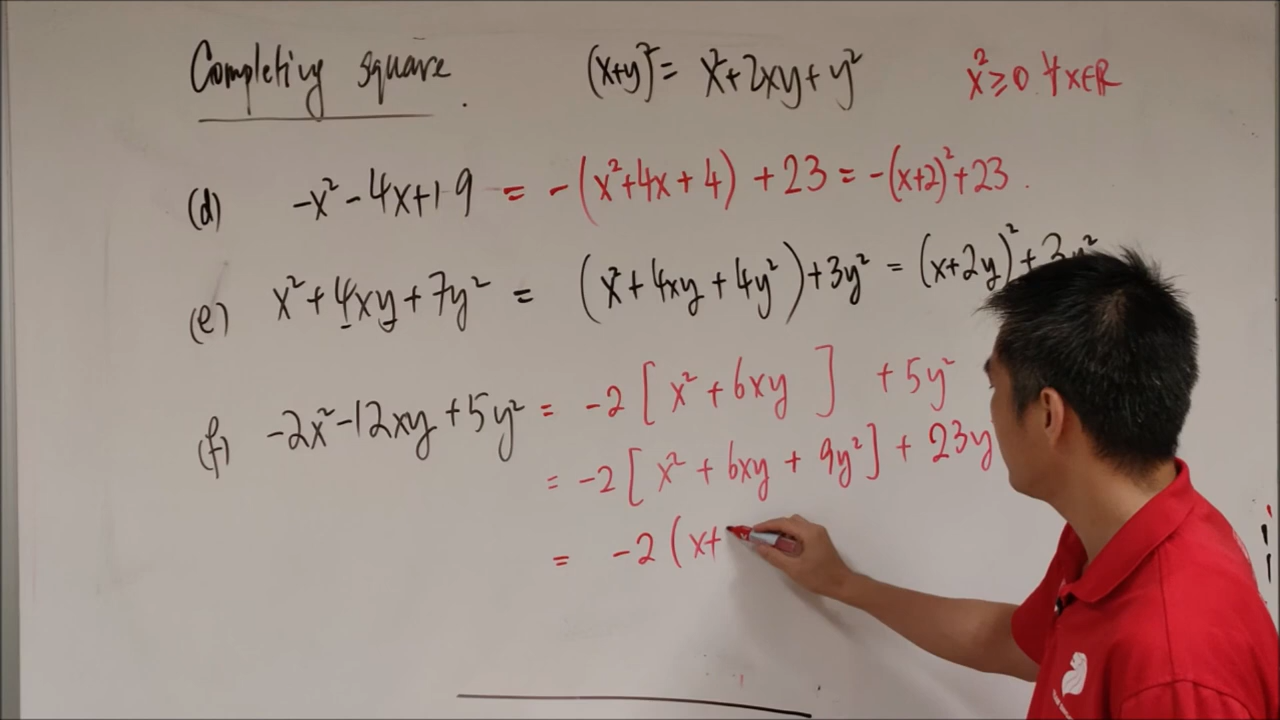 Completing square. (x+y)² = x²+2xy+y² x²≥0 ∀x∈R
(d) -x²-4x+19 = -(x²+4x+4)+23 = -(x+2)²+23.
(e) x²+4xy+7y² = (x²+4xy+4y²)+3y² = (x+2y)²+3y²
(f) -2x²-12xy+5y² = -2[x²+6xy ] +5y²
= -2[x²+6xy+9y²]+23y
= -2(x+